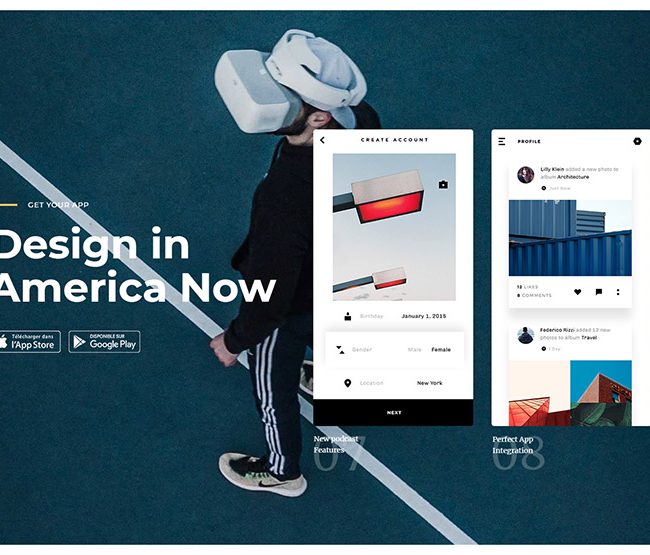 GET YOUR APP
Design in
America Now
Télécharger dans
l'App Store
DISPONIBLE SUR
Google Play
CREATE ACCOUNT
Birthday January 1, 2015
Gender Male Female
Location New York
NEXT
07
New podcast
Features
PROFILE
Lilly Klein added a new photo to
album Architecture
Just Now
18 LIKES
6 COMMENTS
Federico Rizzi added 12 new
photos to album Travel
1 Day
08
Perfect App
Integration